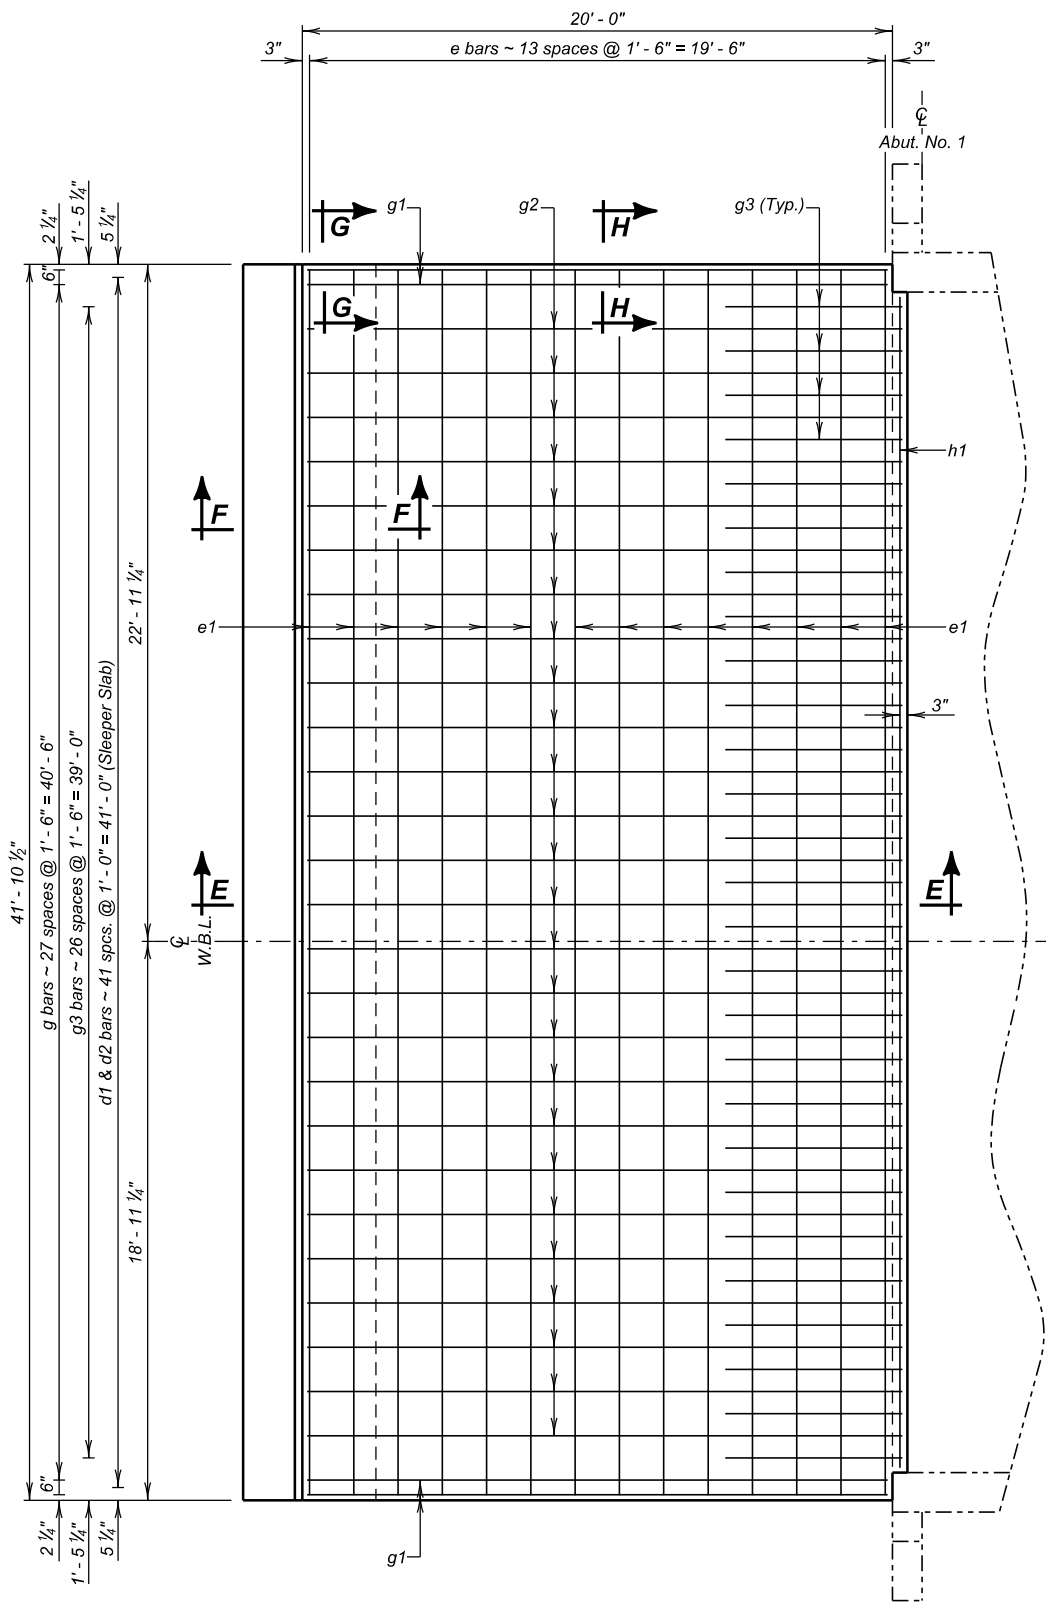 20' - 0"
3"
e bars ~ 13 spaces @ 1' - 6" = 19' - 6"
3"
℄
Abut. No. 1
2 ¼"
1' - 5 ¼"
5 ¼"
g1
g2
g3 (Typ.)
G
H
6"
G
H
h1
F
F
22' - 11 ¼"
e1
e1
3"
41' - 10 ½"
g bars ~ 27 spaces @ 1' - 6" = 40' - 6"
g3 bars ~ 26 spaces @ 1' - 6" = 39' - 0"
d1 & d2 bars ~ 41 spcs. @ 1' - 0" = 41' - 0" (Sleeper Slab)
E
E
℄
W.B.L.
18' - 11 ¼"
6"
2 ¼"
1' - 5 ¼"
5 ¼"
g1